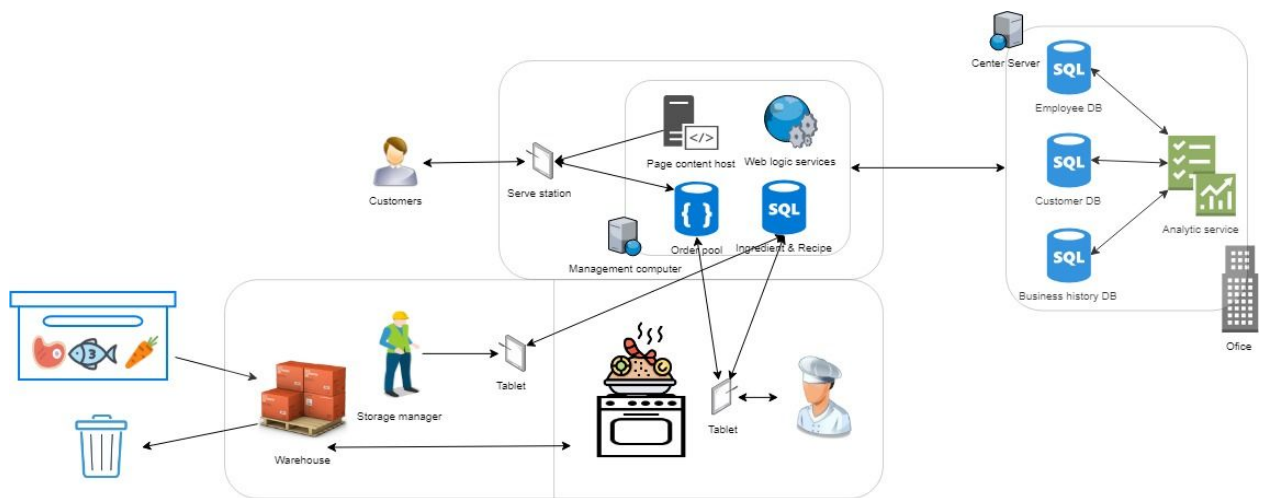 Center Server
SQL
Employee DB
SQL
Customer DB
SQL
Business history DB
Analytic service
Ofice
</>
Page content host
Web logic services
Customers
Serve station
{ }
Order pool
SQL
Ingredient & Recipe
Management computer
3
Storage manager
Tablet
Warehouse
Tablet